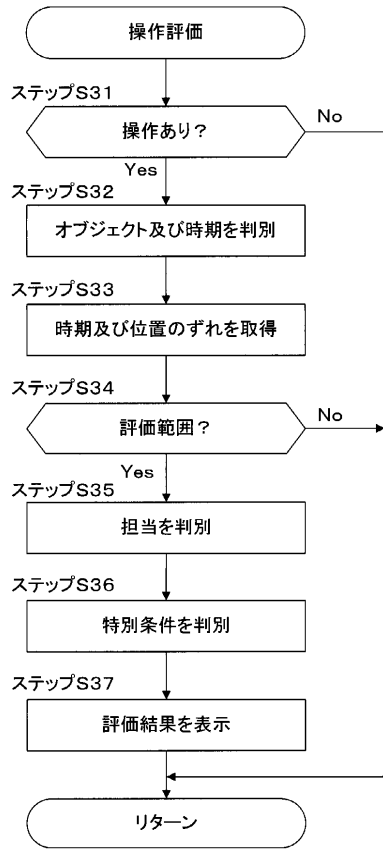 操作評価
ステップS31
操作あり？
No
Yes
ステップS32
オブジェクト及び時期を判別
ステップS33
時期及び位置のずれを取得
ステップS34
評価範囲？
No
Yes
ステップS35
担当を判別
ステップS36
特別条件を判別
ステップS37
評価結果を表示
リターン